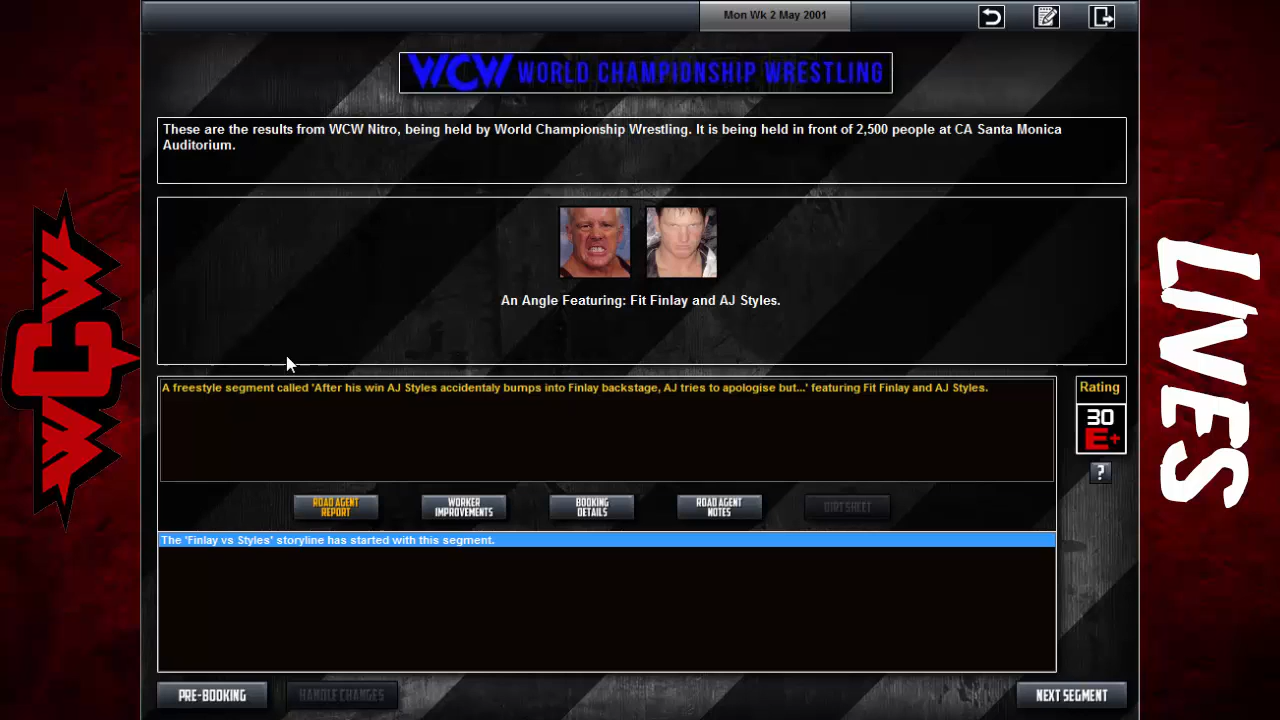 Mon Wk 2 May 2001
WCW WORLD CHAMPIONSHIP WRESTLING
These are the results from WCW Nitro, being held by World Championship Wrestling. It is being held in front of 2,500 people at CA Santa Monica
Auditorium.
An Angle Featuring: Fit Finlay and AJ Styles.
A freestyle segment called 'After his win AJ Styles accidentaly bumps into Finlay backstage, AJ tries to apologise but...' featuring Fit Finlay and AJ Styles.
Rating
30
E+
?
ROAD AGENT
REPORT
WORKER
IMPROVEMENTS
BOOKING
DETAILS
ROAD AGENT
NOTES
DIRT SHEET
The 'Finlay vs Styles' storyline has started with this segment.
PRE-BOOKING
HANDLE CHANGES
NEXT SEGMENT
WCW
LIVES